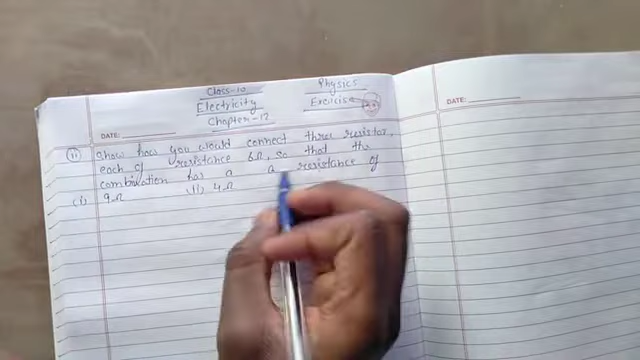 Class-10 Physics
Electricity Exercise
Chapter-12
DATE:
DATE:
(11) Show how you would connect three resistor,
each of resistance 6Ω, so that the
combination has a a resistance of
(i) 9Ω (ii) 4Ω